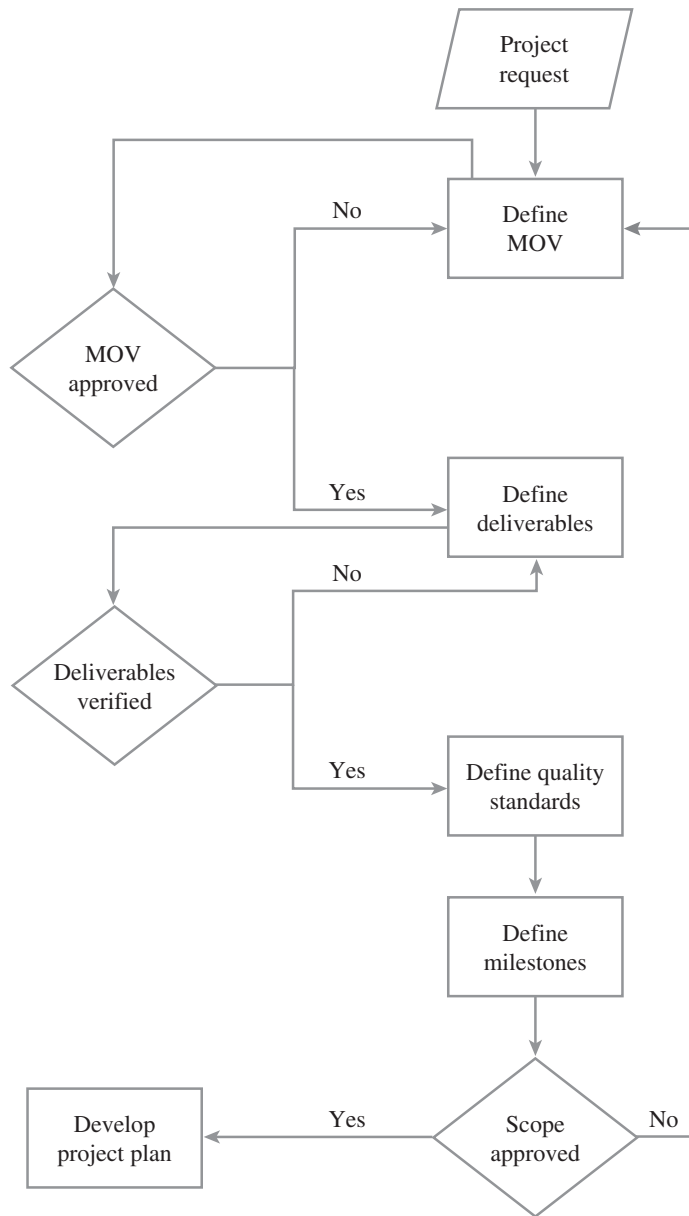 Project
request
No
Define
MOV
MOV
approved
Yes
Define
deliverables
No
Deliverables
verified
Yes
Define quality
standards
Define
milestones
Develop
project plan
Yes
Scope
approved
No